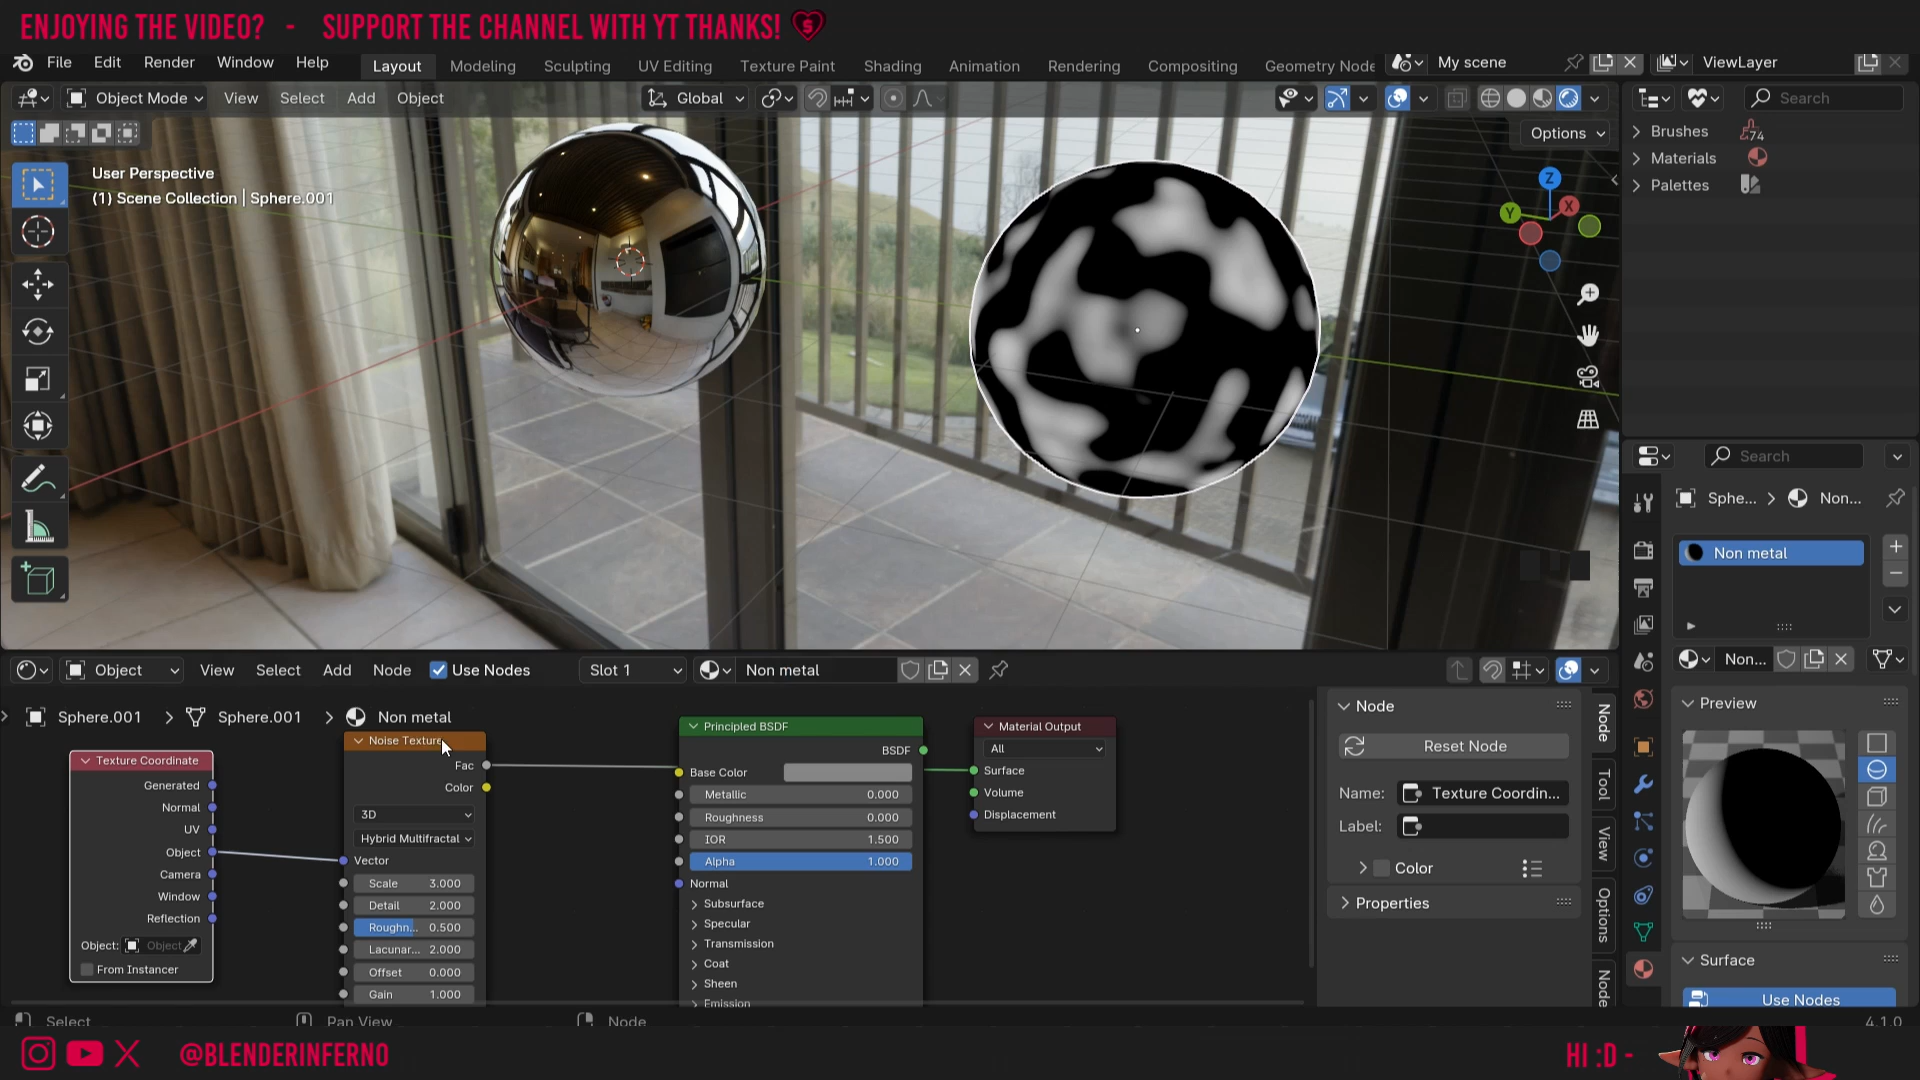 ENJOYING THE VIDEO? - SUPPORT THE CHANNEL WITH YT THANKS!
File Edit Render Window Help Layout Modeling Sculpting UV Editing Texture Paint Shading Animation Rendering Compositing Geometry Node My scene ViewLayer
Object Mode View Select Add Object Global Search
Options
User Perspective
(1) Scene Collection | Sphere.001
Brushes 74
Materials
Palettes
Z
Y
X
Search
Sphe... > Non...
Non metal
Object View Select Add Node Use Nodes Slot 1 Non metal
Non...
Sphere.001 > Sphere.001 > Non metal
Texture Coordinate
Generated
Normal
UV
Object
Camera
Window
Reflection
Object: Object
From Instancer
Noise Texture
Fac
Color
3D
Hybrid Multifractal
Vector
Scale 3.000
Detail 2.000
Roughn... 0.500
Lacunar... 2.000
Offset 0.000
Gain 1.000
Principled BSDF
BSDF
Base Color
Metallic 0.000
Roughness 0.000
IOR 1.500
Alpha 1.000
Normal
Subsurface
Specular
Transmission
Coat
Sheen
Emission
Material Output
All
Surface
Volume
Displacement
Node
Reset Node
Name: Texture Coordin...
Label:
Color
Properties
Node
Tool
View
Options
Node
Preview
Surface
Use Nodes
Select Pan View Node 4.1.0
@BLENDERINFERNO
HI :D -